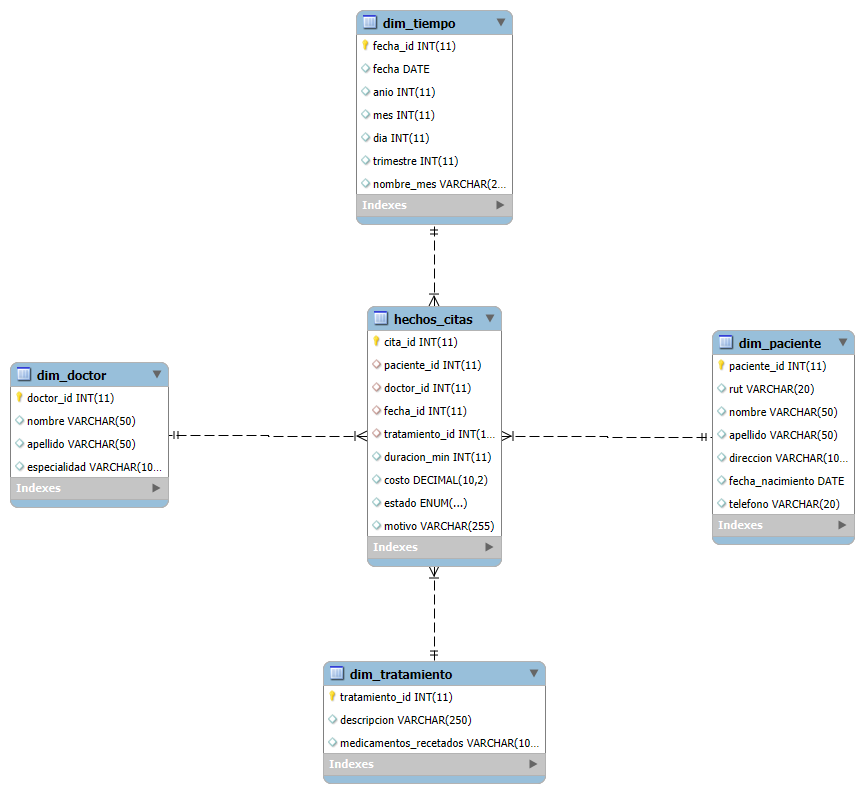 dim_tiempo
fecha_id INT(11)
fecha DATE
anio INT(11)
mes INT(11)
dia INT(11)
trimestre INT(11)
nombre_mes VARCHAR(2...
Indexes
hechos_citas
cita_id INT(11)
paciente_id INT(11)
doctor_id INT(11)
fecha_id INT(11)
tratamiento_id INT(1...
duracion_min INT(11)
costo DECIMAL(10,2)
estado ENUM(...)
motivo VARCHAR(255)
Indexes
dim_doctor
doctor_id INT(11)
nombre VARCHAR(50)
apellido VARCHAR(50)
especialidad VARCHAR(10...
Indexes
dim_paciente
paciente_id INT(11)
rut VARCHAR(20)
nombre VARCHAR(50)
apellido VARCHAR(50)
direccion VARCHAR(10...
fecha_nacimiento DATE
telefono VARCHAR(20)
Indexes
dim_tratamiento
tratamiento_id INT(11)
descripcion VARCHAR(250)
medicamentos_recetados VARCHAR(10...
Indexes